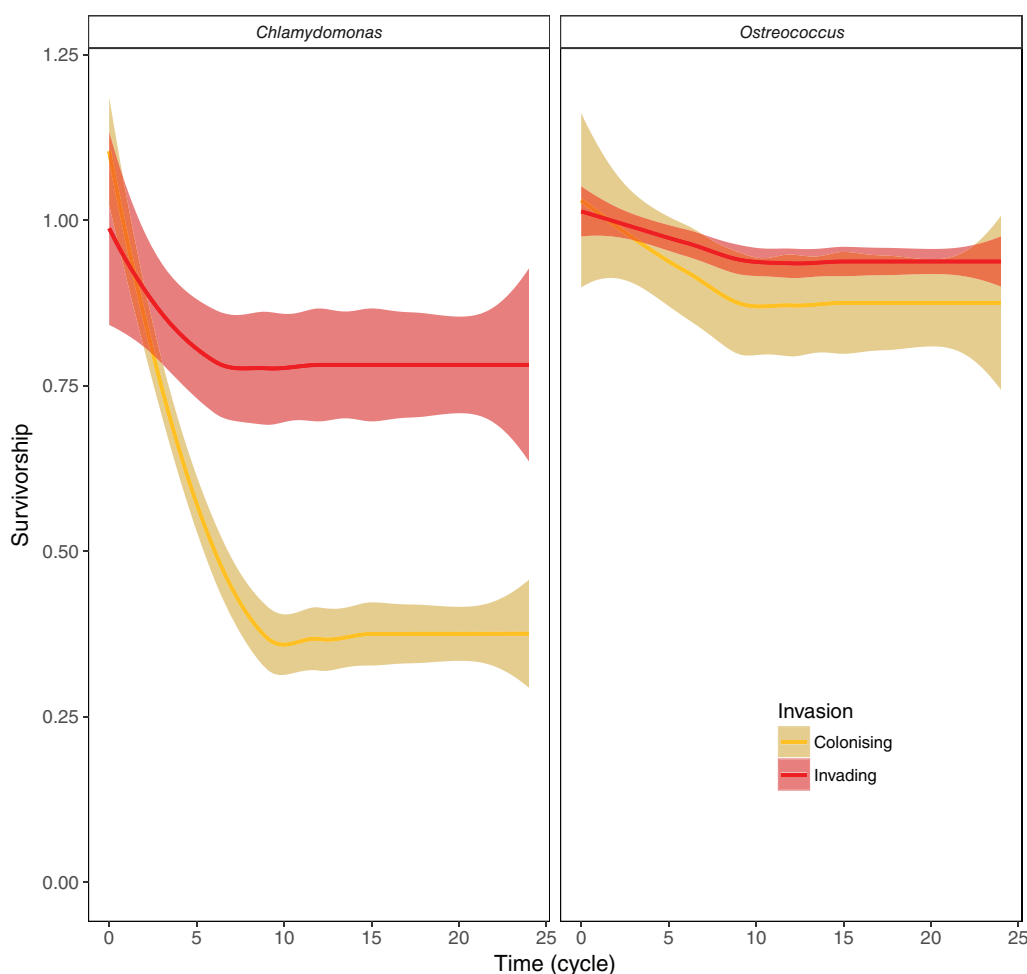 Chlamydomonas
Ostreococcus
1.25
1.00
0.75
0.50
0.25
0.00
Survivorship
Invasion
Colonising
Invading
0 5 10 15 20 25
0 5 10 15 20 25
Time (cycle)